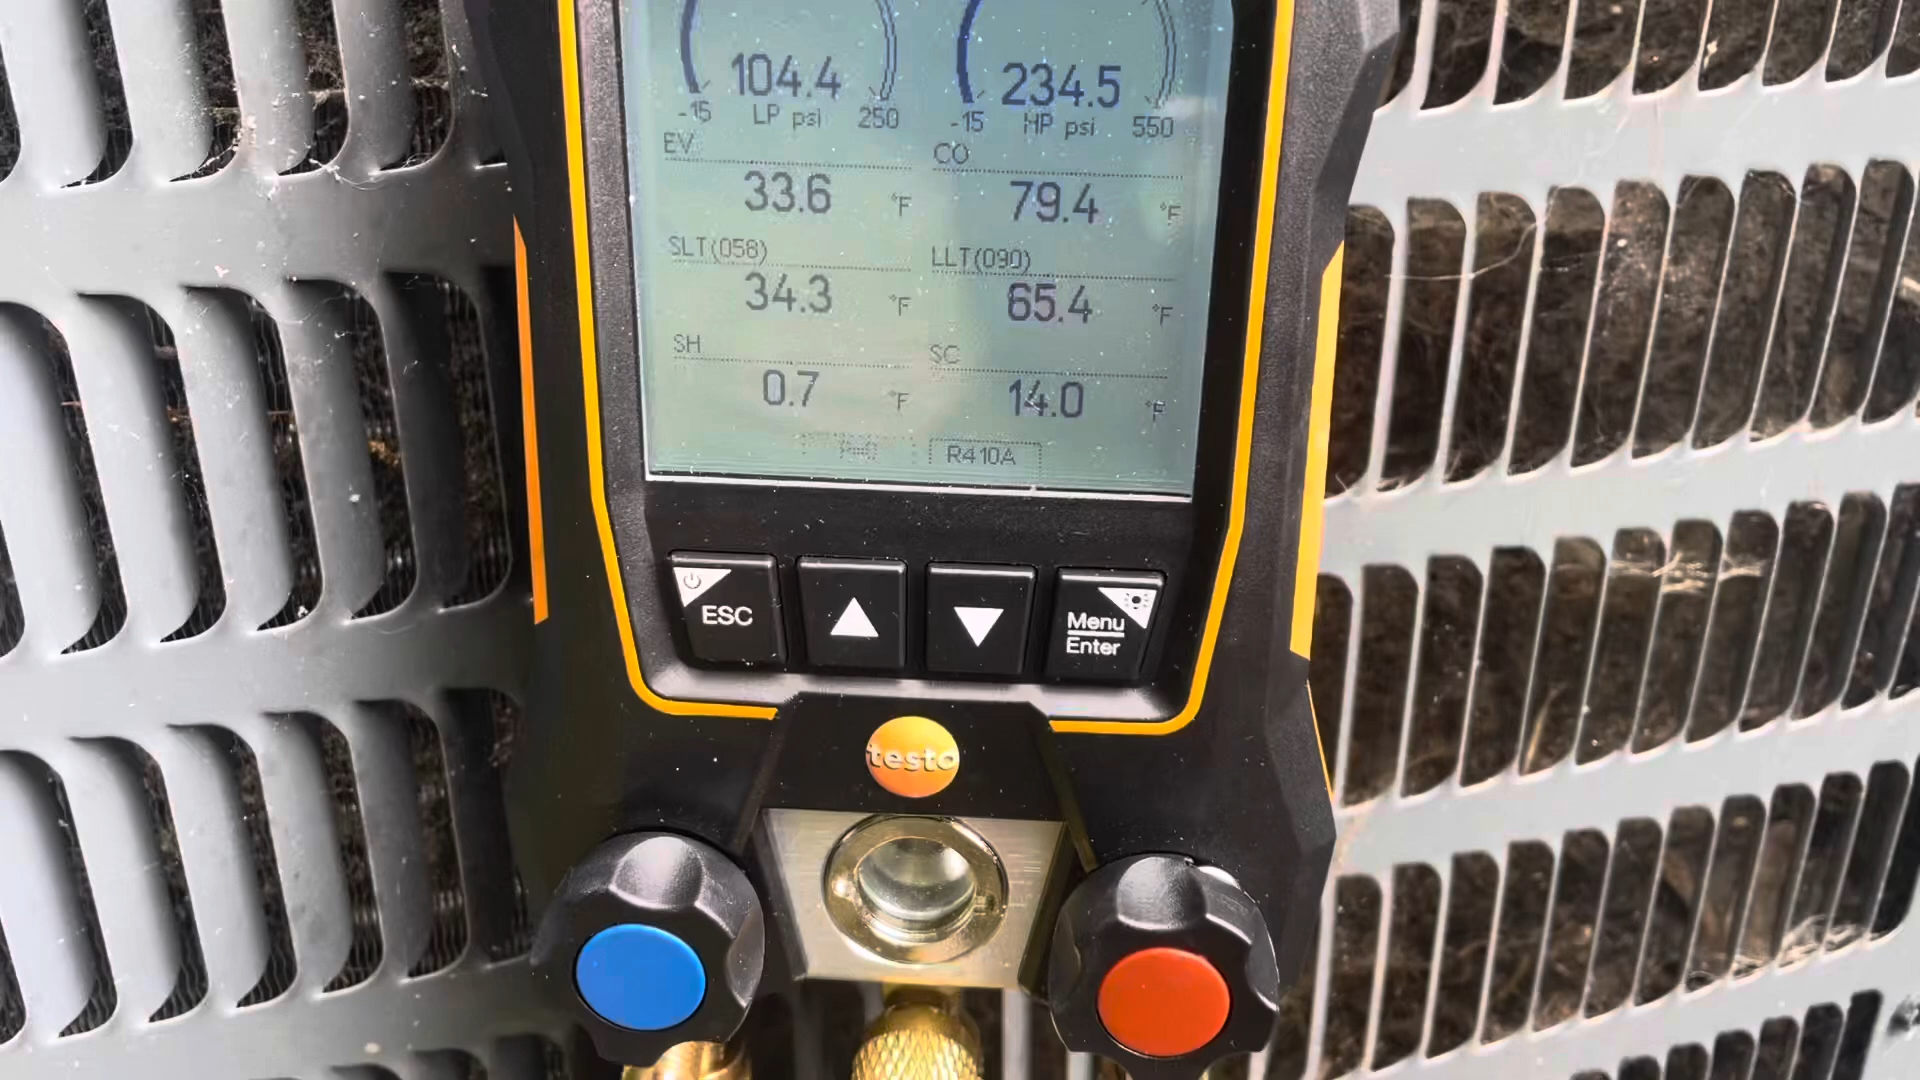 104.4 234.5
-15 LP psi 250 -15 HP psi 550
EV CO
33.6 °F 79.4 °F
SLT(058) LLT(090)
34.3 °F 65.4 °F
SH SC
0.7 °F 14.0 °F
R410A
ESC
Menu
Enter
testo